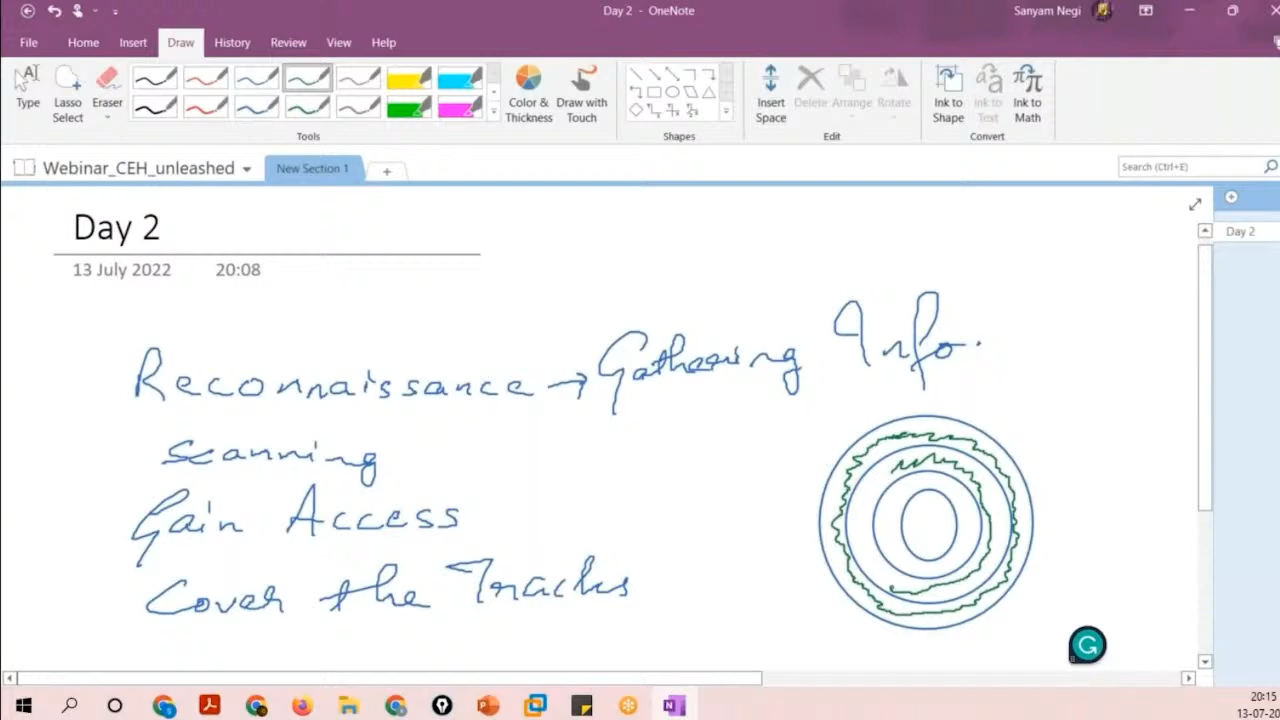 Day 2 - OneNote
Sanyam Negi
File Home Insert Draw History Review View Help
Type
Lasso Select
Eraser
Color & Thickness
Draw with Touch
Insert Space
Delete
Arrange
Rotate
Ink to Shape
Ink to Text
Ink to Math
Tools
Shapes
Edit
Convert
Webinar_CEH_unleashed
New Section 1
Search (Ctrl+E)
Day 2
Day 2
13 July 2022 20:08
Reconnaissance → Gathering Info.
Scanning
Gain Access
Cover the Tracks
20:15
13-07-20